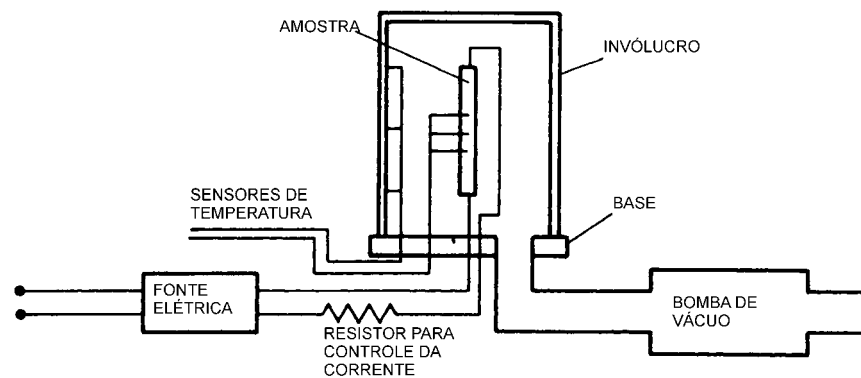 AMOSTRA
INVÓLUCRO
SENSORES DE
TEMPERATURA
BASE
FONTE
ELÉTRICA
RESISTOR PARA
CONTROLE DA
CORRENTE
BOMBA DE
VÁCUO